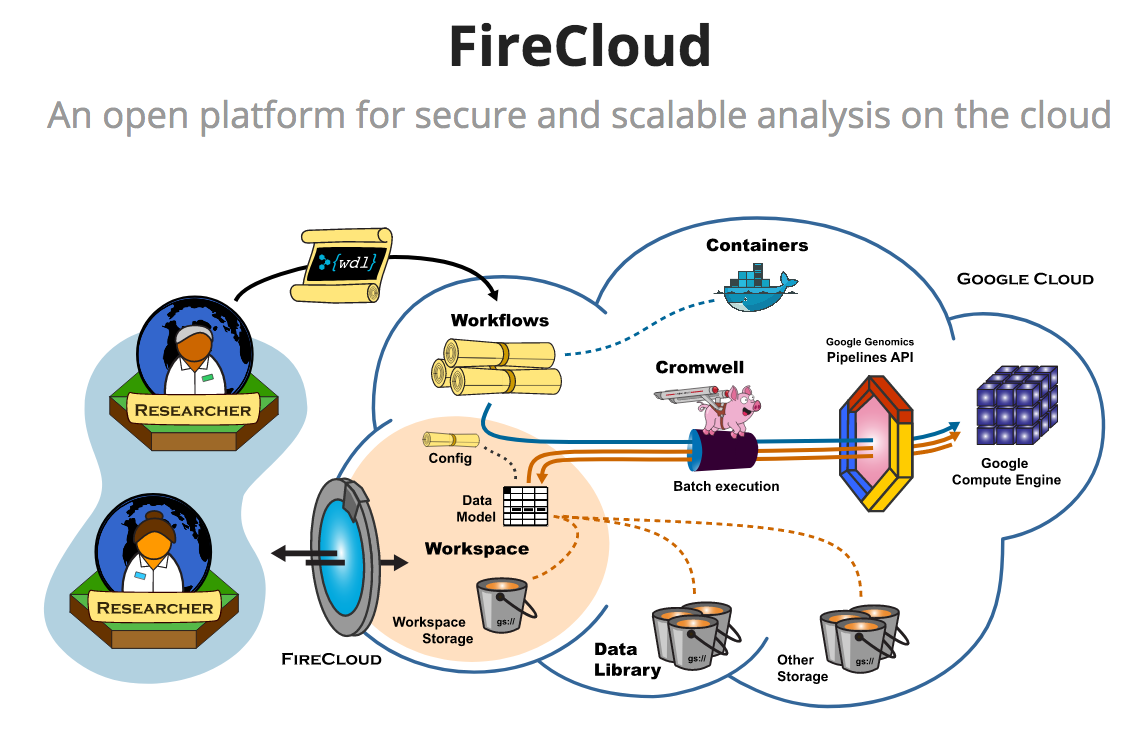 FireCloud
An open platform for secure and scalable analysis on the cloud
{wdl}
Containers
Google Cloud
Workflows
Google Genomics
Pipelines API
Cromwell
Researcher
Config
Batch execution
Google
Compute Engine
Data
Model
Workspace
Researcher
gs://
Workspace
Storage
FireCloud
Data
Library
gs://
Other
Storage
gs://